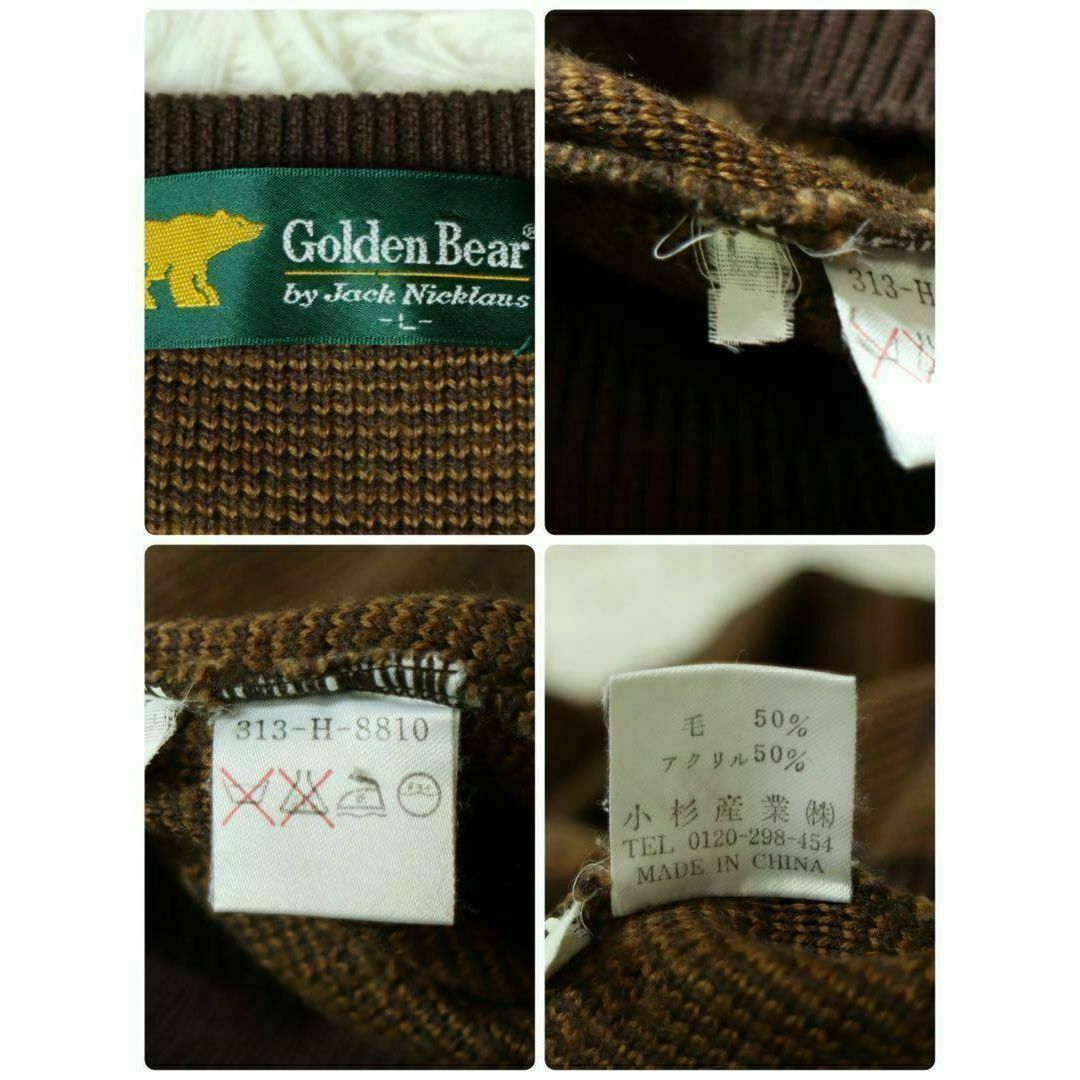 Golden Bear®
by Jack Nicklaus
-L-
L
313-H
313-H-8810
毛 50%
アクリル50%
小杉産業(株)
TEL 0120-298-454
MADE IN CHINA